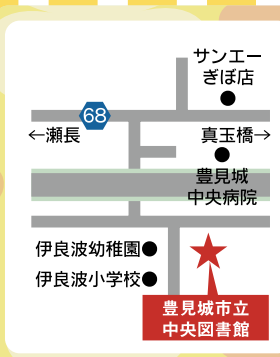 サンエー
ぎぼ店
68
←瀬長
真玉橋→
豊見城
中央病院
伊良波幼稚園
伊良波小学校
豊見城市立
中央図書館